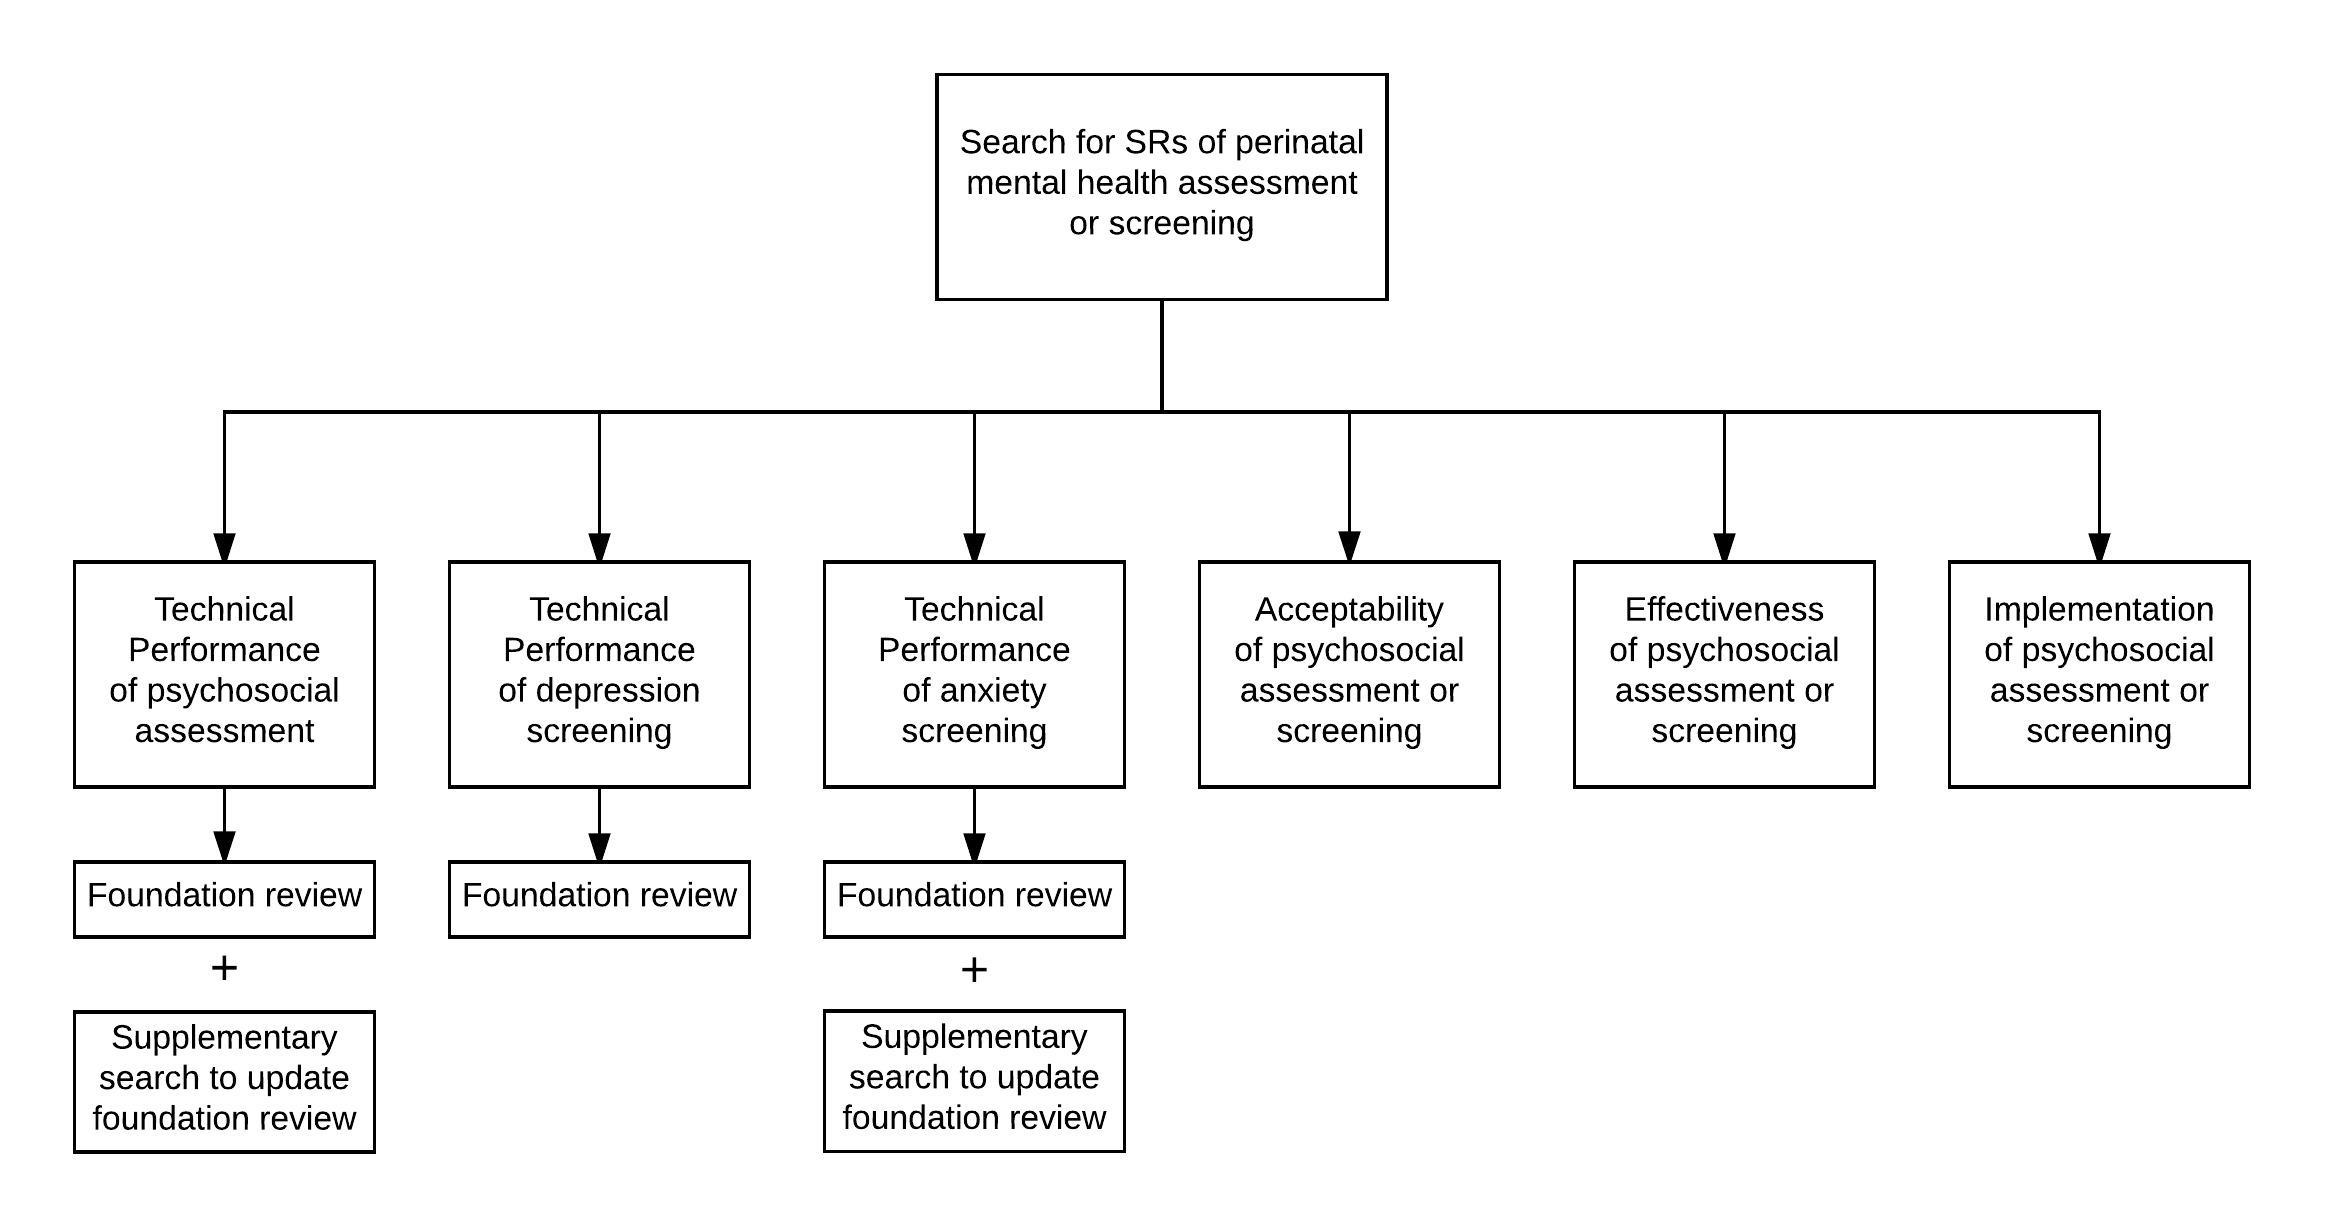 Search for SRs of perinatal
mental health assessment
or screening
Technical
Performance
of psychosocial
assessment
Technical
Performance
of depression
screening
Technical
Performance
of anxiety
screening
Acceptability
of psychosocial
assessment or
screening
Effectiveness
of psychosocial
assessment or
screening
Implementation
of psychosocial
assessment or
screening
Foundation review
Foundation review
Foundation review
+
+
Supplementary
search to update
foundation review
Supplementary
search to update
foundation review